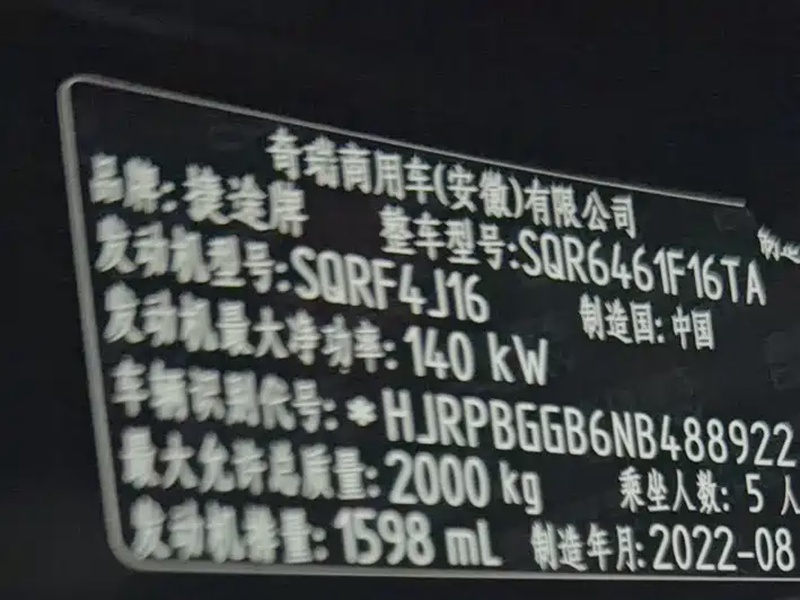 奇瑞商用车(安徽)有限公司 制造
品牌:捷途牌 整车型号:SQR6461F16TA
发动机型号:SQRF4J16 制造国:中国
发动机最大净功率:140 kW
车辆识别代号:*HJRPBGGB6NB488922
最大允许总质量:2000 kg 乘坐人数:5 人
发动机排量:1598 mL 制造年月:2022-08